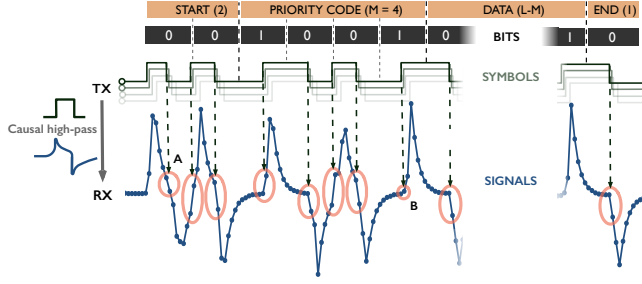 START (2) PRIORITY CODE (M = 4) DATA (L-M) END (1)
0 0 1 0 0 1 0 BITS 1 0
TX SYMBOLS
Causal high-pass
A
RX SIGNALS
B